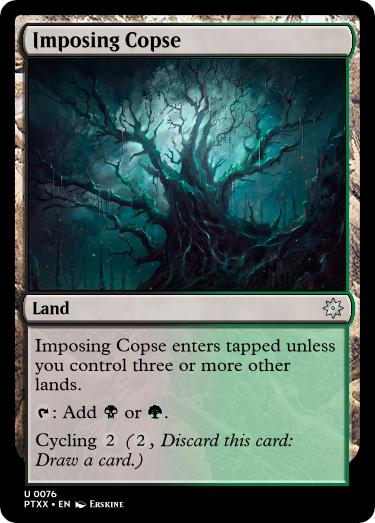 Imposing Copse
Land
Imposing Copse enters tapped unless
you control three or more other
lands.
: Add or .
Cycling 2 (2, Discard this card:
Draw a card.)
U 0076
PTXX • EN Erskine